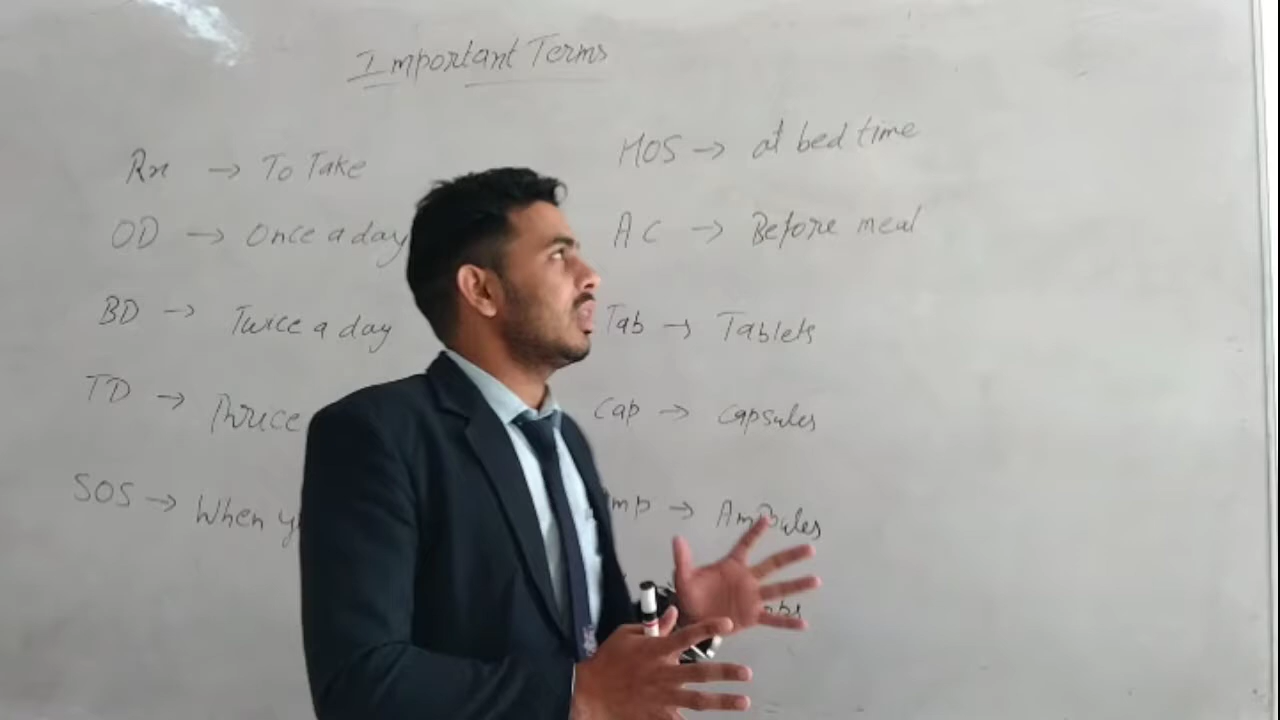 Important Terms
Rx → To Take
OD → Once a day
BD → Twice a day
TD → Thrice
SOS → When
HOS → at bed time
AC → Before meal
Tab → Tablets
Cap → Capsules
mp → Ampules